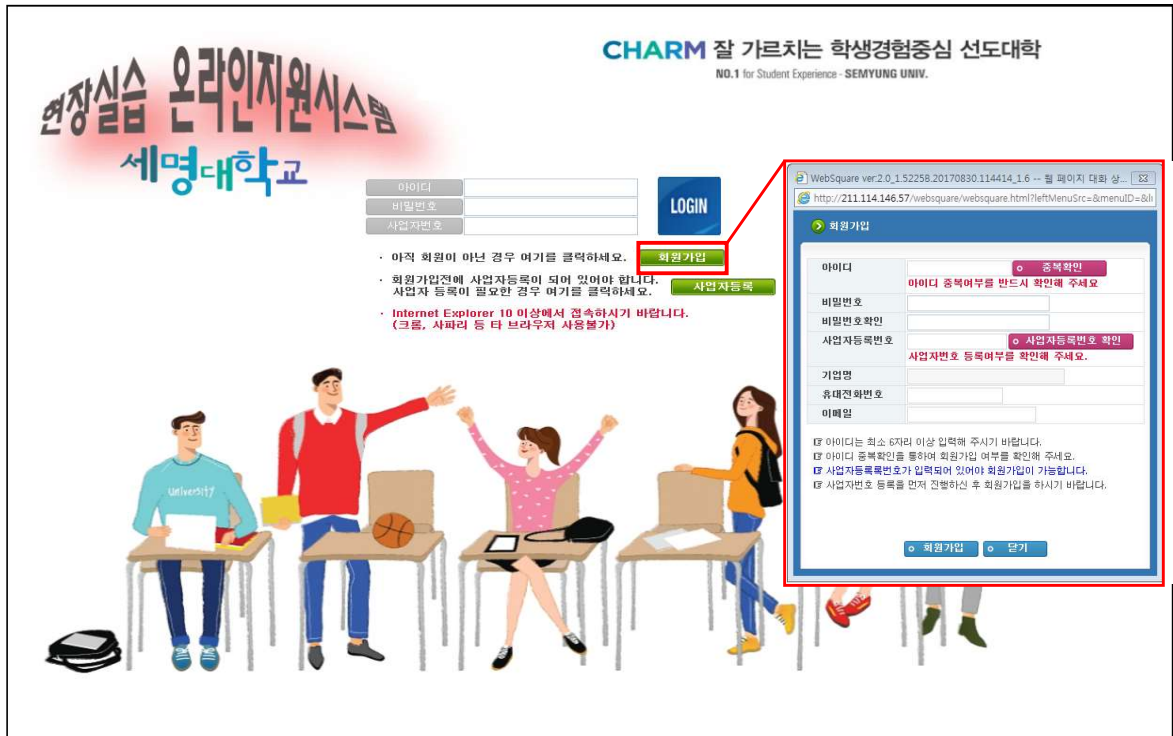 CHARM 잘 가르치는 학생경험중심 선도대학
NO.1 for Student Experience - SEMYUNG UNIV.
현장실습 온라인지원시스템
세명대학교
아이디
비밀번호
사업자번호
LOGIN
· 아직 회원이 아닌 경우 여기를 클릭하세요. 회원가입
· 회원가입전에 사업자등록이 되어 있어야 합니다.
사업자 등록이 필요한 경우 여기를 클릭하세요. 사업자등록
· Internet Explorer 10 이상에서 접속하시기 바랍니다.
(크롬, 사파리 등 타 브라우저 사용불가)
University
WebSquare ver:2.0_1.52258.20170830.114414_1.6 -- 웹 페이지 대화 상...
http://211.114.146.57/websquare/websquare.html?leftMenuSrc=&menuID=&li
회원가입
아이디 중복확인
아이디 중복여부를 반드시 확인해 주세요
비밀번호
비밀번호확인
사업자등록번호 사업자등록번호 확인
사업자번호 등록여부를 확인해 주세요.
기업명
휴대전화번호
이메일
☞ 아이디는 최소 6자리 이상 입력해 주시기 바랍니다.
☞ 아이디 중복확인을 통하여 회원가입 여부를 확인해 주세요.
☞ 사업자등록록번호가 입력되어 있어야 회원가입이 가능합니다.
☞ 사업자번호 등록을 먼저 진행하신 후 회원가입을 하시기 바랍니다.
회원가입 닫기